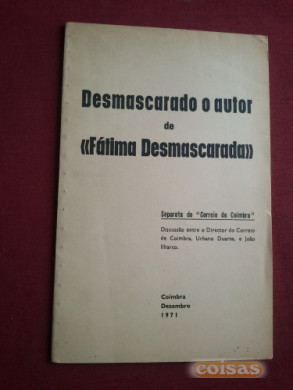 Desmascarado o autor
de
«Fátima Desmascarada»
Separata do "Correio de Coimbra"
Discussão entre o Director do Correio
de Coimbra, Urbano Duarte, e João
Ilharco.
Coimbra
Dezembro
1971
coisas